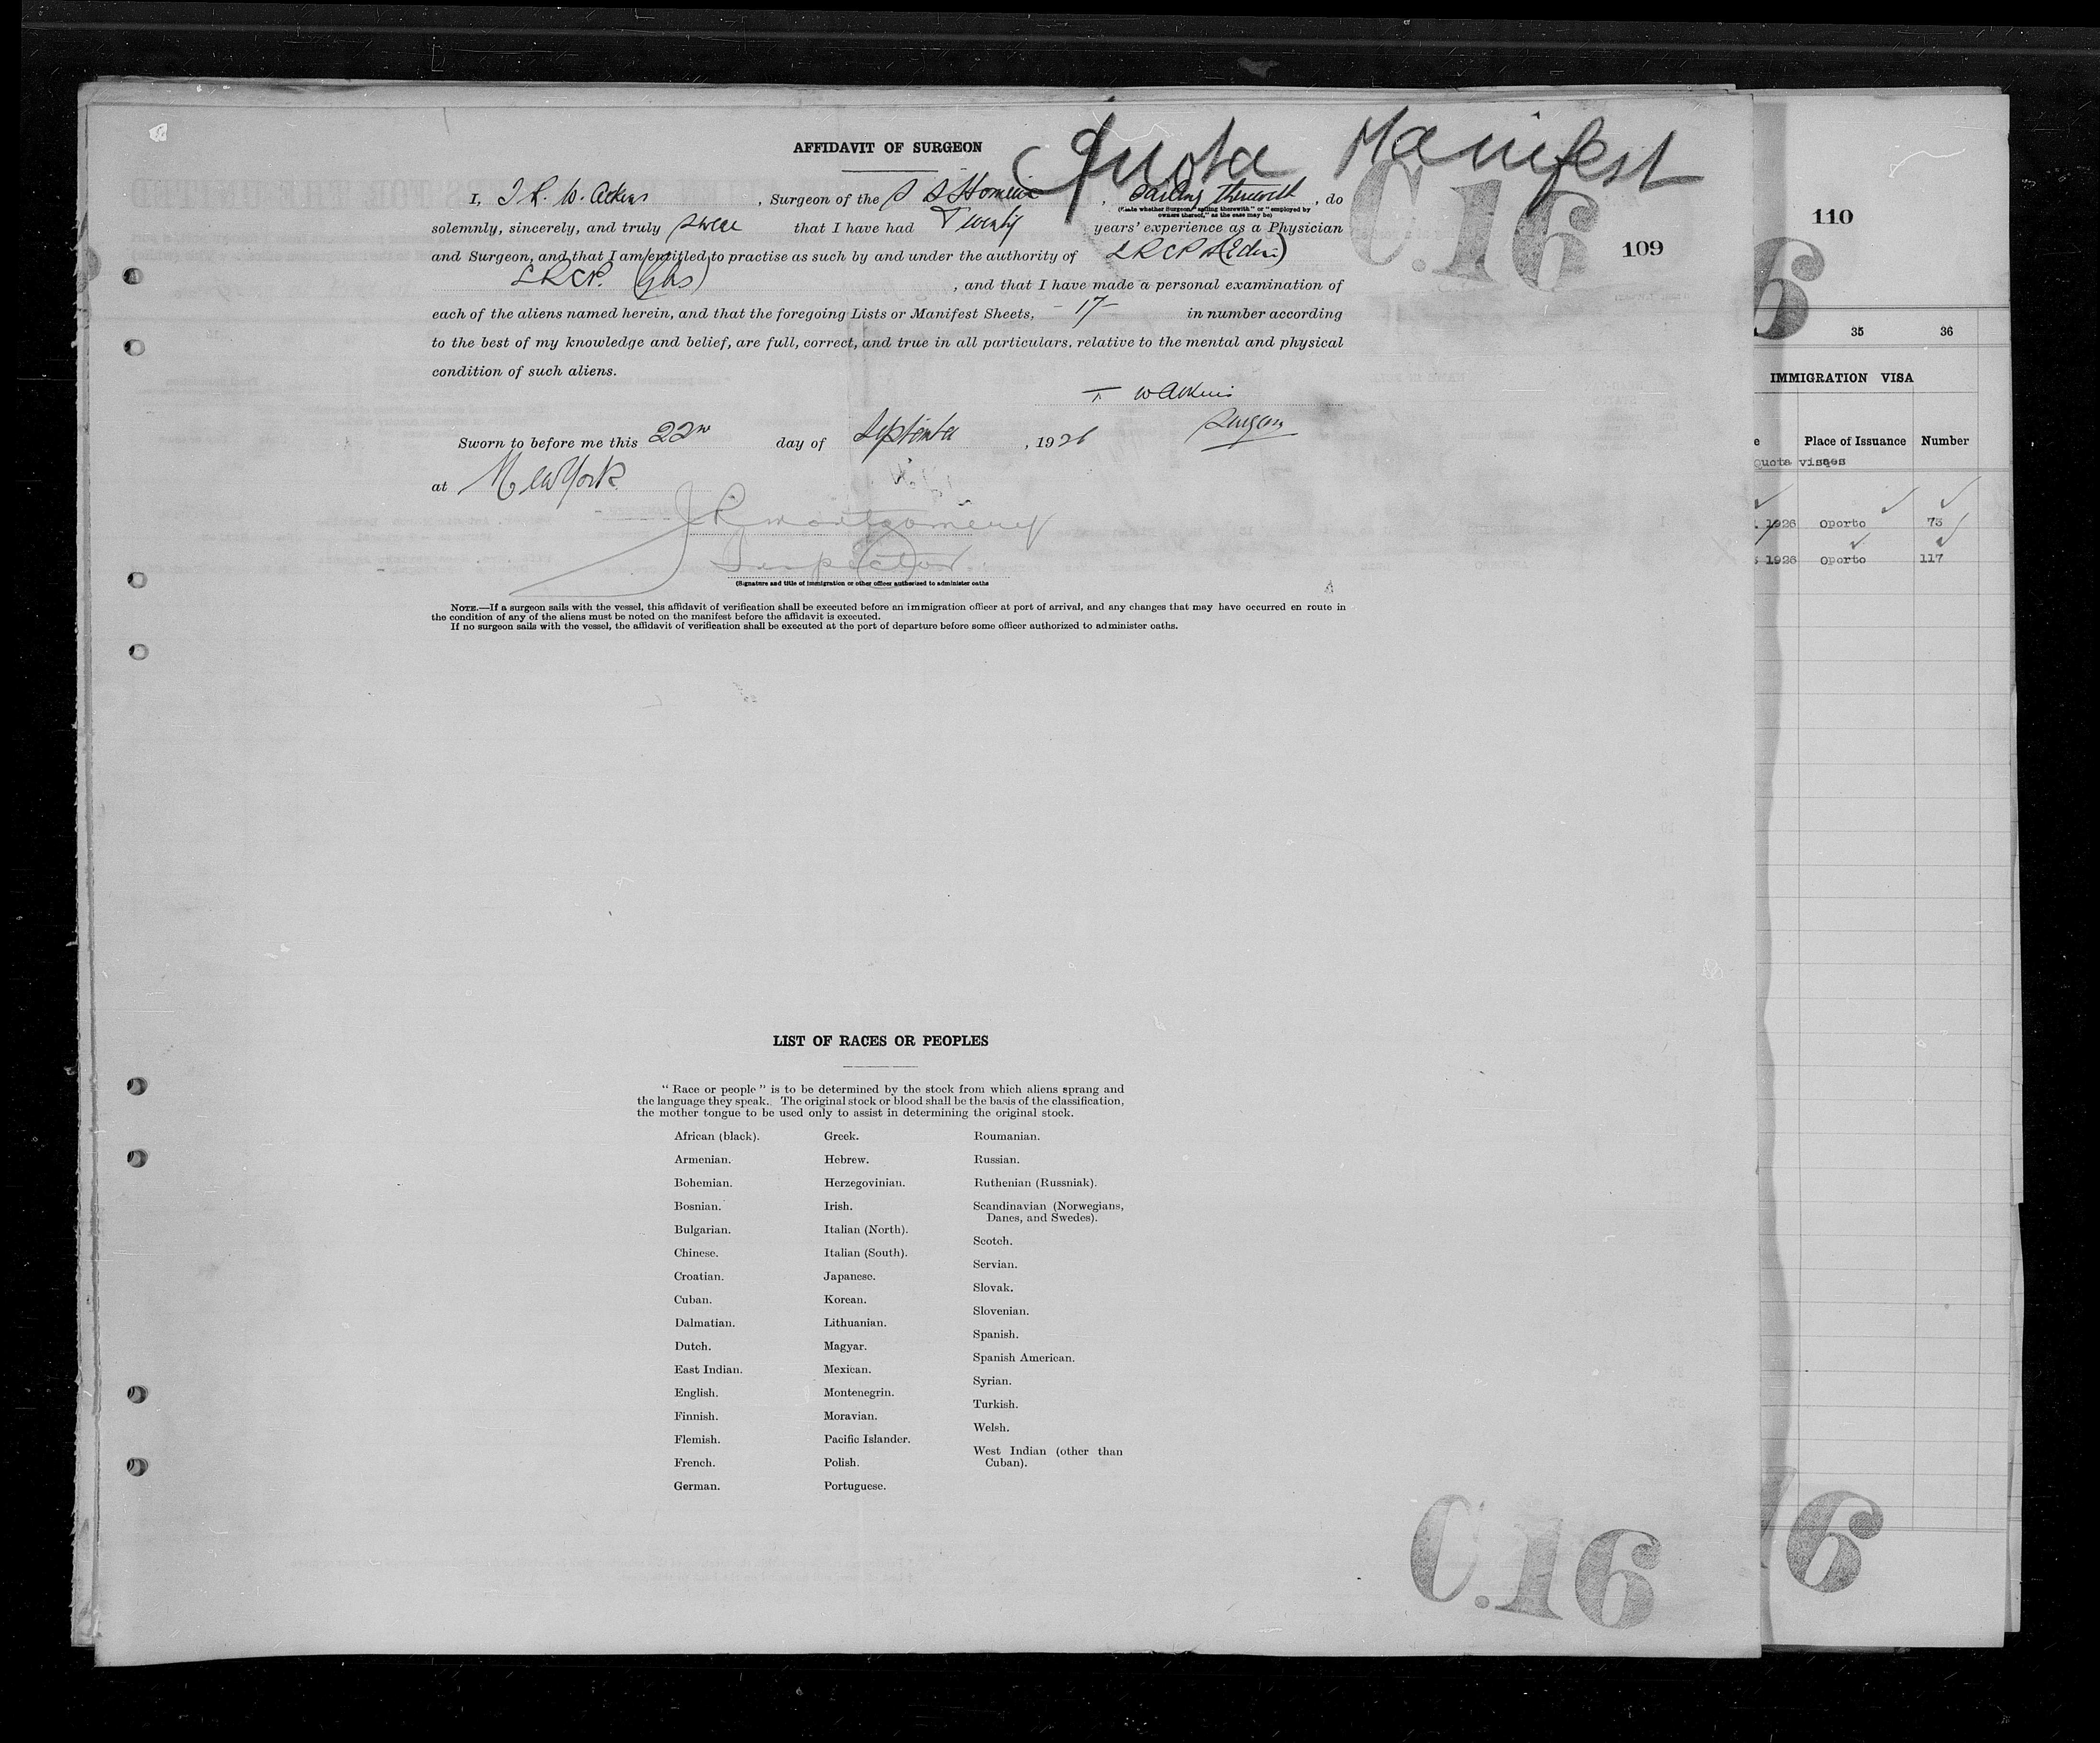 Quota Manifest
AFFIDAVIT OF SURGEON
C.16
109
I, W. Atkins, Surgeon of the S S Homeric, Sailing therewith, do
(State whether Surgeon "sailing therewith" or "employed by
owners thereof," as the case may be)
solemnly, sincerely, and truly swear that I have had Twenty years' experience as a Physician
and Surgeon, and that I am entitled to practise as such by and under the authority of LRCP (Edin)
LRCP. (Glas), and that I have made a personal examination of
each of the aliens named herein, and that the foregoing Lists or Manifest Sheets, - 17 - in number according
to the best of my knowledge and belief, are full, correct, and true in all particulars, relative to the mental and physical
condition of such aliens.
W Atkins
Surgeon
Sworn to before me this 22 day of September, 1926
at New York
J R Montgomery
Inspector.
(Signature and title of immigration or other officer authorized to administer oaths
NOTE.—If a surgeon sails with the vessel, this affidavit of verification shall be executed before an immigration officer at port of arrival, and any changes that may have occurred en route in
the condition of any of the aliens must be noted on the manifest before the affidavit is executed.
If no surgeon sails with the vessel, the affidavit of verification shall be executed at the port of departure before some officer authorized to administer oaths.
LIST OF RACES OR PEOPLES
"Race or people" is to be determined by the stock from which aliens sprang and
the language they speak. The original stock or blood shall be the basis of the classification,
the mother tongue to be used only to assist in determining the original stock.
African (black).
Armenian.
Bohemian.
Bosnian.
Bulgarian.
Chinese.
Croatian.
Cuban.
Dalmatian.
Dutch.
East Indian.
English.
Finnish.
Flemish.
French.
German.
Greek.
Hebrew.
Herzegovinian.
Irish.
Italian (North).
Italian (South).
Japanese.
Korean.
Lithuanian.
Magyar.
Mexican.
Montenegrin.
Moravian.
Pacific Islander.
Polish.
Portuguese.
Roumanian.
Russian.
Ruthenian (Russniak).
Scandinavian (Norwegians,
Danes, and Swedes).
Scotch.
Servian.
Slovak.
Slovenian.
Spanish.
Spanish American.
Syrian.
Turkish.
Welsh.
West Indian (other than
Cuban).
C.16
110
6
35 36
IMMIGRATION VISA
Place of Issuance Number
Quota visaes
1926 Oporto 73
1926 Oporto 117
16